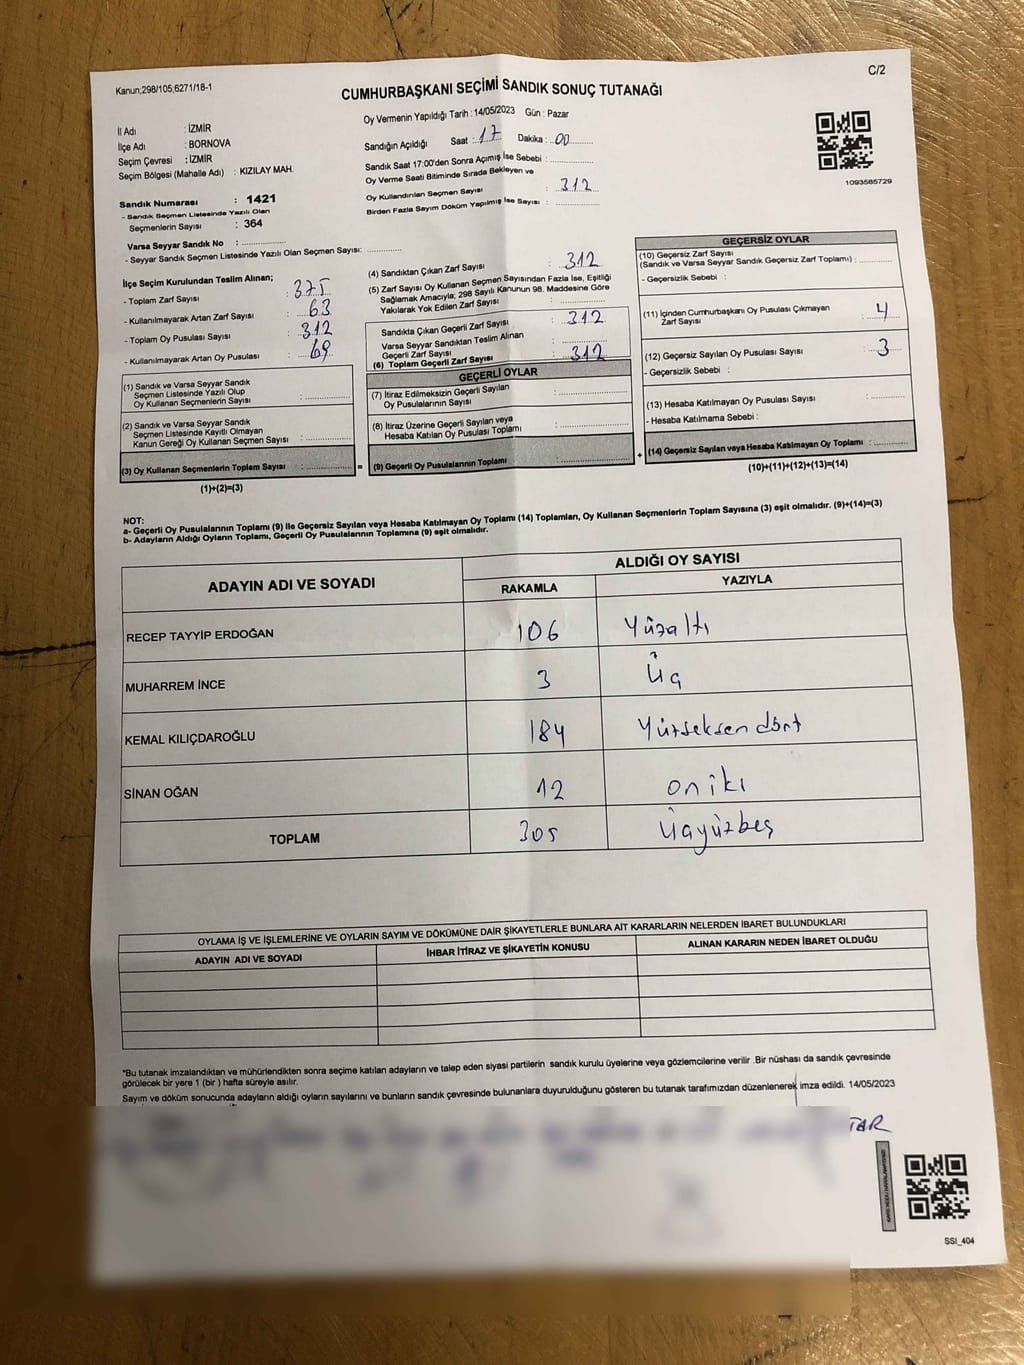 Kanun;298/105;6271/18-1
C/2
CUMHURBAŞKANI SEÇİMİ SANDIK SONUÇ TUTANAĞI
Oy Vermenin Yapıldığı Tarih : 14/05/2023 Gün : Pazar
İl Adı : İZMİR
İlçe Adı : BORNOVA
Seçim Çevresi : İZMİR
Seçim Bölgesi (Mahalle Adı) : KIZILAY MAH.
Sandık Numarası : 1421
- Sandık Seçmen Listesinde Yazılı Olan
Seçmenlerin Sayısı : 364
Varsa Seyyar Sandık No : ..............
- Seyyar Sandık Seçmen Listesinde Yazılı Olan Seçmen Sayısı: ............
Sandığın Açıldığı Saat : 17 Dakika : 00
Sandık Saat 17:00'den Sonra Açımış İse Sebebi : ............
Oy Verme Saati Bitiminde Sırada Bekleyen ve
Oy Kullandırılan Seçmen Sayısı : 312
Birden Fazla Sayım Döküm Yapılmış İse Sayısı : ............
1093585729
İlçe Seçim Kurulundan Teslim Alınan;
- Toplam Zarf Sayısı : 375
- Kullanılmayarak Artan Zarf Sayısı : 63
- Toplam Oy Pusulası Sayısı : 312
- Kullanılmayarak Artan Oy Pusulası : 69
(1) Sandık ve Varsa Seyyar Sandık
Seçmen Listesinde Yazılı Olup
Oy Kullanan Seçmenlerin Sayısı : ............
(2) Sandık ve Varsa Seyyar Sandık
Seçmen Listesinde Kayıtlı Olmayan
Kanun Gereği Oy Kullanan Seçmen Sayısı : ............
(3) Oy Kullanan Seçmenlerin Toplam Sayısı : ............ =
(1)+(2)=(3)
(4) Sandıktan Çıkan Zarf Sayısı : 312
(5) Zarf Sayısı Oy Kullanan Seçmen Sayısından Fazla İse, Eşitliği
Sağlamak Amacıyla; 298 Sayılı Kanunun 98. Maddesine Göre
Yakılarak Yok Edilen Zarf Sayısı : ............
Sandıkta Çıkan Geçerli Zarf Sayısı : 312
Varsa Seyyar Sandıktan Teslim Alınan
Geçerli Zarf Sayısı : ............
(6) Toplam Geçerli Zarf Sayısı : 312
GEÇERLİ OYLAR
(7) İtiraz Edilmeksizin Geçerli Sayılan
Oy Pusulalarının Sayısı : ............
(8) İtiraz Üzerine Geçerli Sayılan veya
Hesaba Katılan Oy Pusulası Toplamı : ............
(9) Geçerli Oy Pusulalarının Toplamı : ............ +
GEÇERSİZ OYLAR
(10) Geçersiz Zarf Sayısı
(Sandık ve Varsa Seyyar Sandık Geçersiz Zarf Toplamı) : ............
- Geçersizlik Sebebi :
(11) İçinden Cumhurbaşkanı Oy Pusulası Çıkmayan
Zarf Sayısı : 4
(12) Geçersiz Sayılan Oy Pusulası Sayısı : 3
- Geçersizlik Sebebi :
(13) Hesaba Katılmayan Oy Pusulası Sayısı : ............
- Hesaba Katılmama Sebebi :
(14) Geçersiz Sayılan veya Hesaba Katılmayan Oy Toplamı : ............
(10)+(11)+(12)+(13)=(14)
NOT:
a- Geçerli Oy Pusulalarının Toplamı (9) ile Geçersiz Sayılan veya Hesaba Katılmayan Oy Toplamı (14) Toplamları, Oy Kullanan Seçmenlerin Toplam Sayısına (3) eşit olmalıdır. (9)+(14)=(3)
b- Adayların Aldığı Oyların Toplamı, Geçerli Oy Pusulalarının Toplamına (9) eşit olmalıdır.
ADAYIN ADI VE SOYADI ALDIĞI OY SAYISI
RAKAMLA YAZIYLA
RECEP TAYYİP ERDOĞAN 106 Yüzaltı
MUHARREM İNCE 3 Üç
KEMAL KILIÇDAROĞLU 184 Yüzseksendört
SİNAN OĞAN 12 oniki
TOPLAM 305 Üçyüzbeş
OYLAMA İŞ VE İŞLEMLERİNE VE OYLARIN SAYIM VE DÖKÜMÜNE DAİR ŞİKAYETLERLE BUNLARA AİT KARARLARIN NELERDEN İBARET BULUNDUKLARI
ADAYIN ADI VE SOYADI İHBAR İTİRAZ VE ŞİKAYETİN KONUSU ALINAN KARARIN NEDEN İBARET OLDUĞU
*Bu tutanak imzalandıktan ve mühürlendikten sonra seçime katılan adayların ve talep eden siyasi partilerin sandık kurulu üyelerine veya gözlemcilerine verilir .Bir nüshası da sandık çevresinde
görülecek bir yere 1 (bir ) hafta süreyle asılır.
Sayım ve döküm sonucunda adayların aldığı oyların sayılarını ve bunların sandık çevresinde bulunanlara duyurulduğunu gösteren bu tutanak tarafımızdan düzenlenerek imza edildi. 14/05/2023
TAR
SSI_404